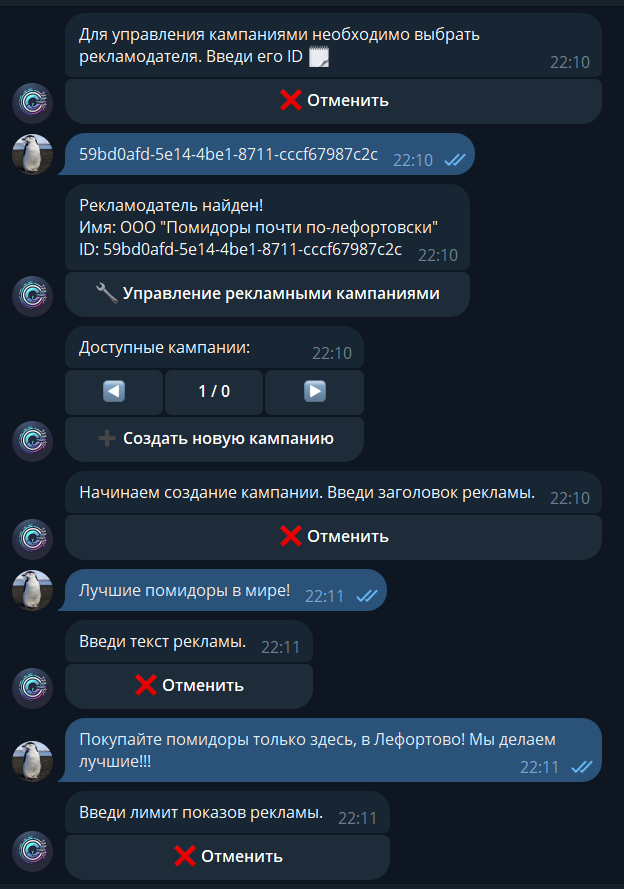 Для управления кампаниями необходимо выбрать
рекламодателя. Введи его ID
22:10
❌ Отменить
59bd0afd-5e14-4be1-8711-cccf67987c2c 22:10
Рекламодатель найден!
Имя: ООО "Помидоры почти по-лефортовски"
ID: 59bd0afd-5e14-4be1-8711-cccf67987c2c 22:10
🔧 Управление рекламными кампаниями
Доступные кампании: 22:10
◀️ 1 / 0 ▶️
➕ Создать новую кампанию
Начинаем создание кампании. Введи заголовок рекламы. 22:10
❌ Отменить
Лучшие помидоры в мире! 22:11
Введи текст рекламы. 22:11
❌ Отменить
Покупайте помидоры только здесь, в Лефортово! Мы делаем
лучшие!!! 22:11
Введи лимит показов рекламы. 22:11
❌ Отменить